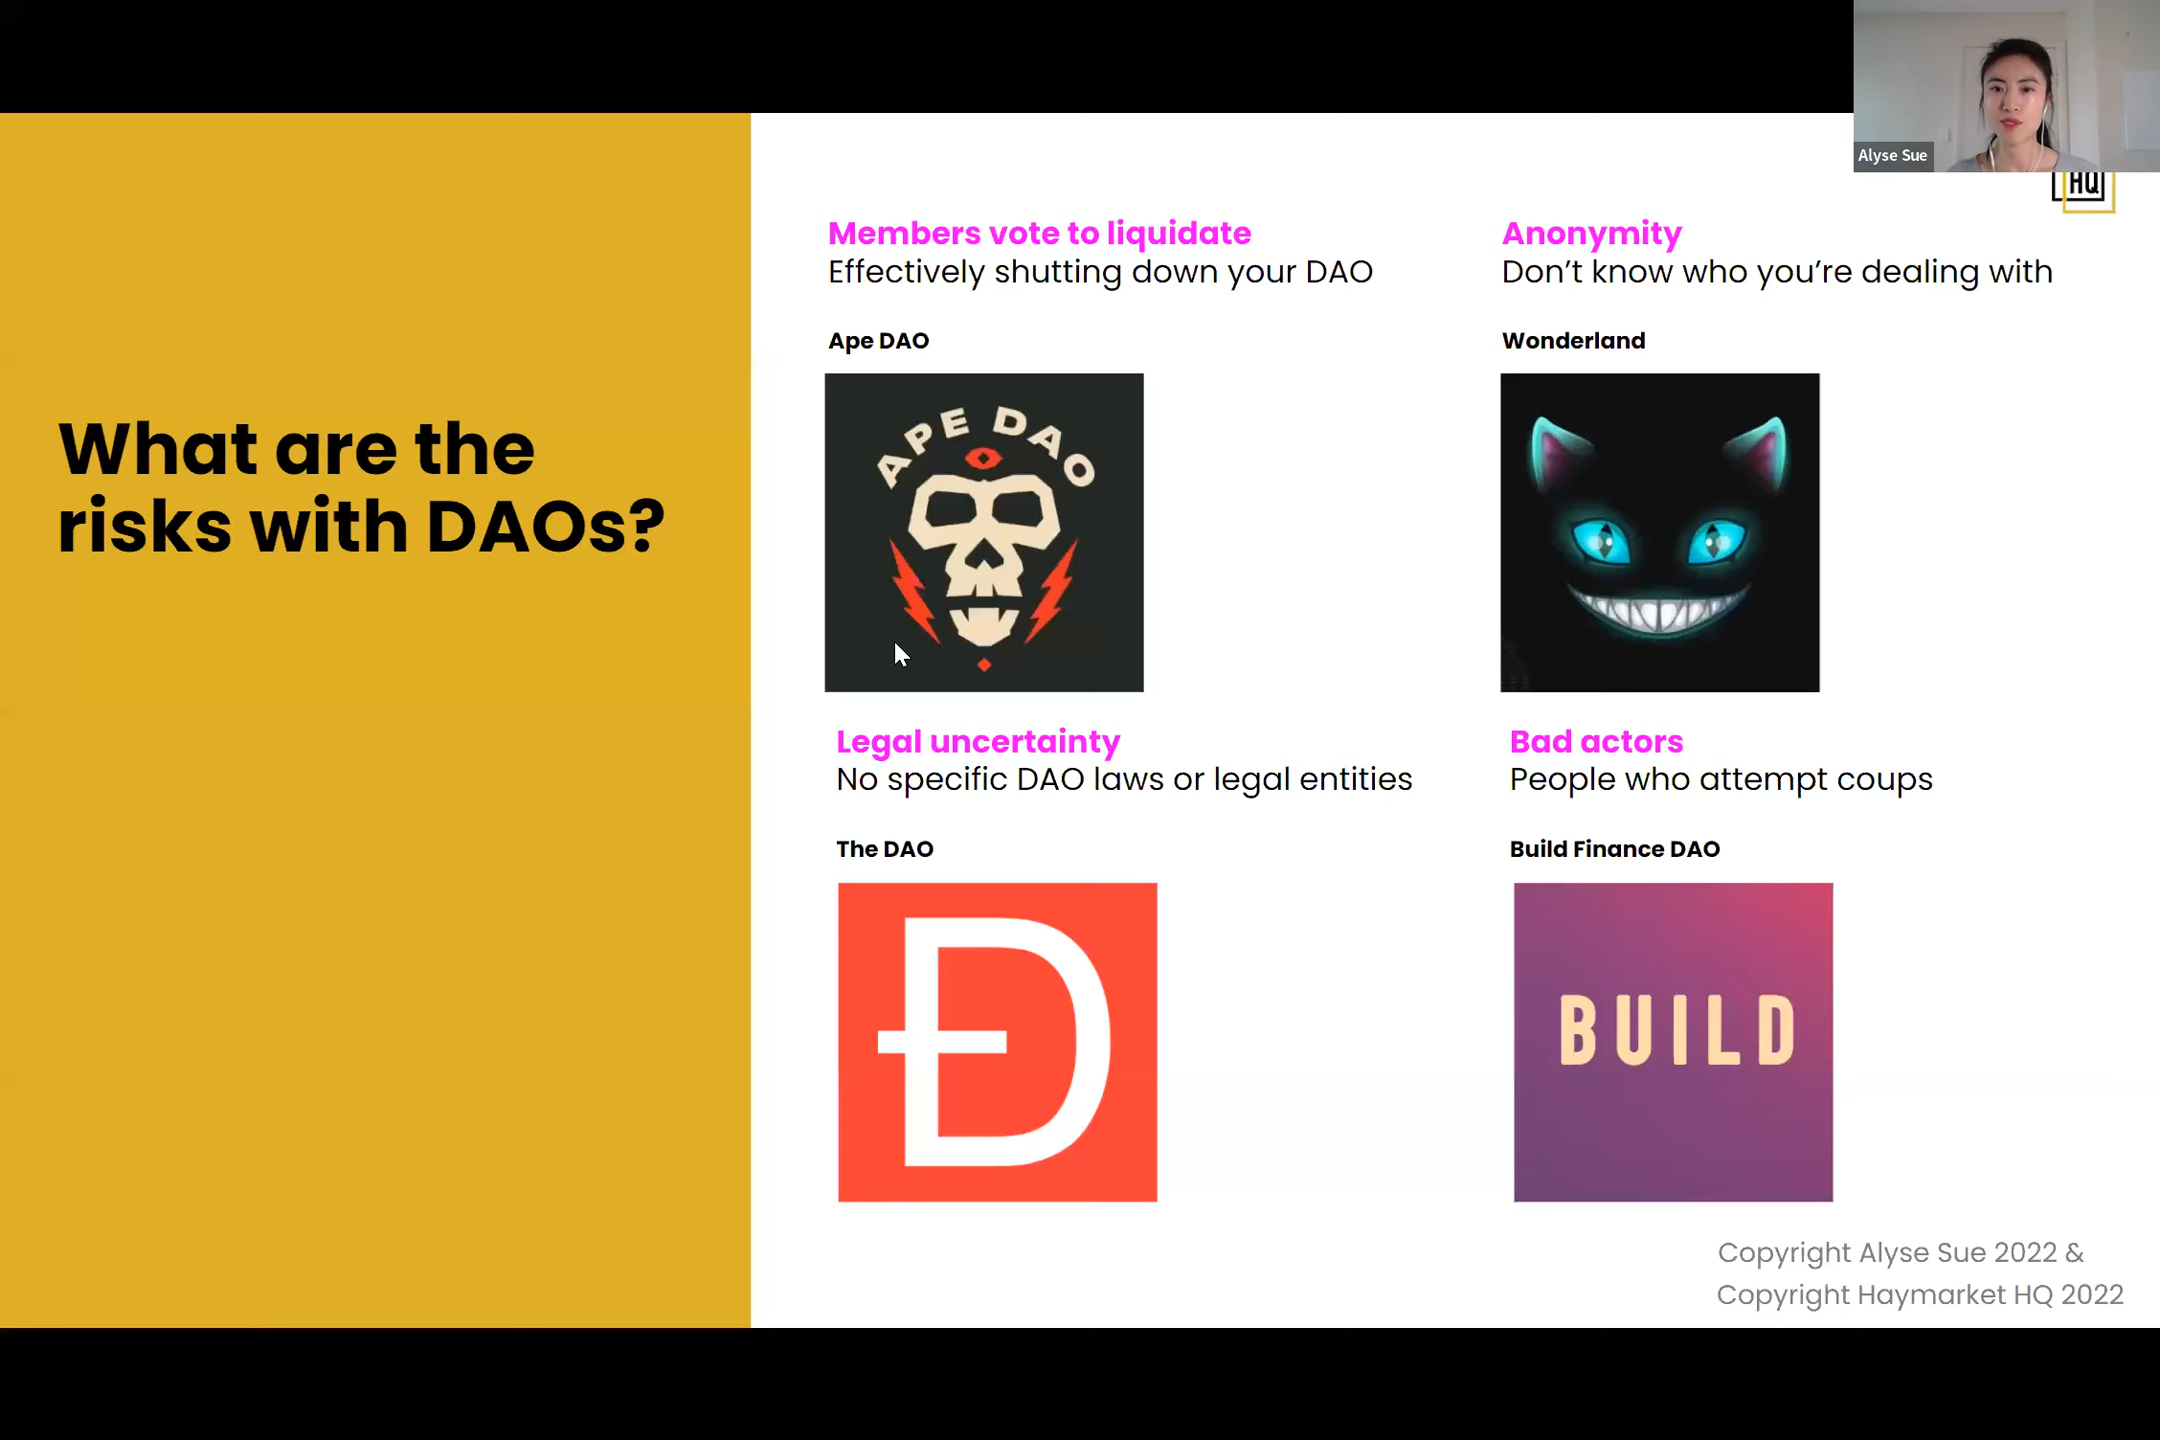 Alyse Sue
HQ
What are the
risks with DAOs?
Members vote to liquidate
Effectively shutting down your DAO
Ape DAO
APE DAO
Anonymity
Don't know who you're dealing with
Wonderland
Legal uncertainty
No specific DAO laws or legal entities
The DAO
Bad actors
People who attempt coups
Build Finance DAO
BUILD
Copyright Alyse Sue 2022 &
Copyright Haymarket HQ 2022